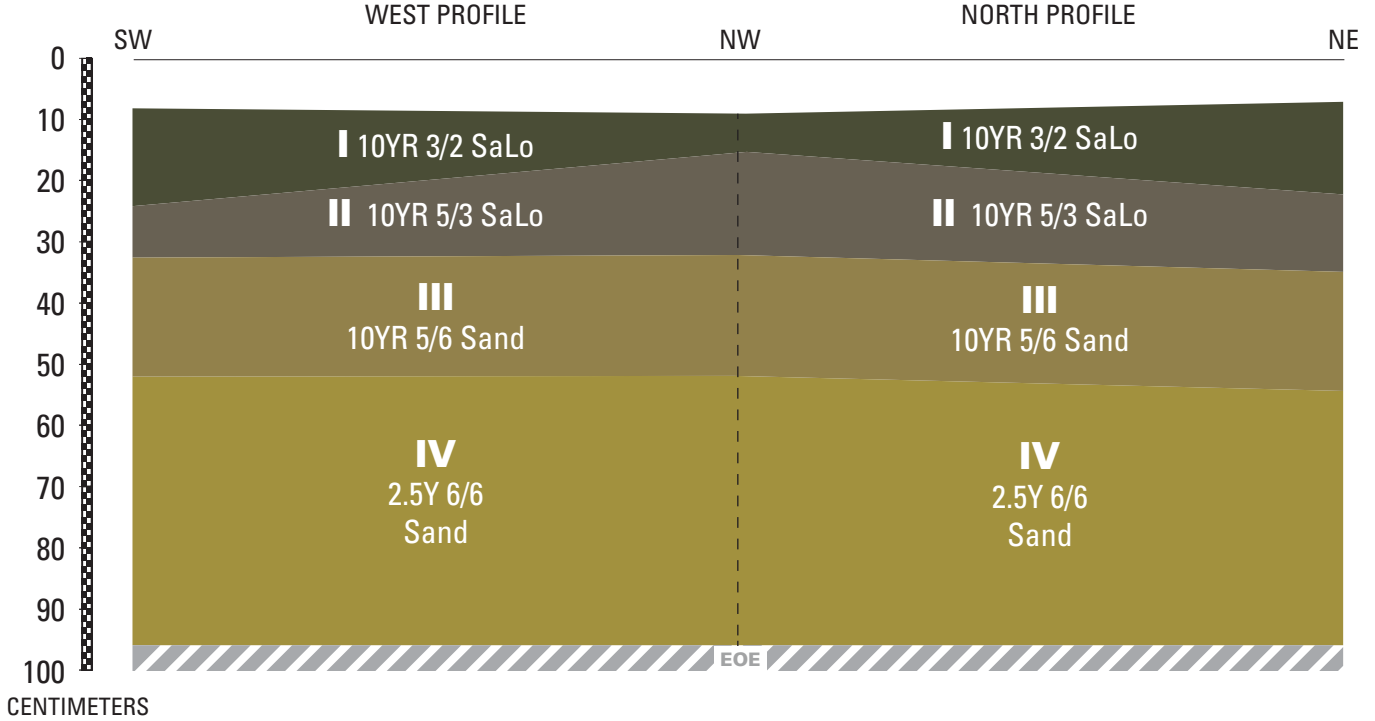 WEST PROFILE
NORTH PROFILE
SW
NW
NE
0
10
20
30
40
50
60
70
80
90
100
CENTIMETERS
I 10YR 3/2 SaLo
II 10YR 5/3 SaLo
III
10YR 5/6 Sand
IV
2.5Y 6/6
Sand
I 10YR 3/2 SaLo
II 10YR 5/3 SaLo
III
10YR 5/6 Sand
IV
2.5Y 6/6
Sand
EOE